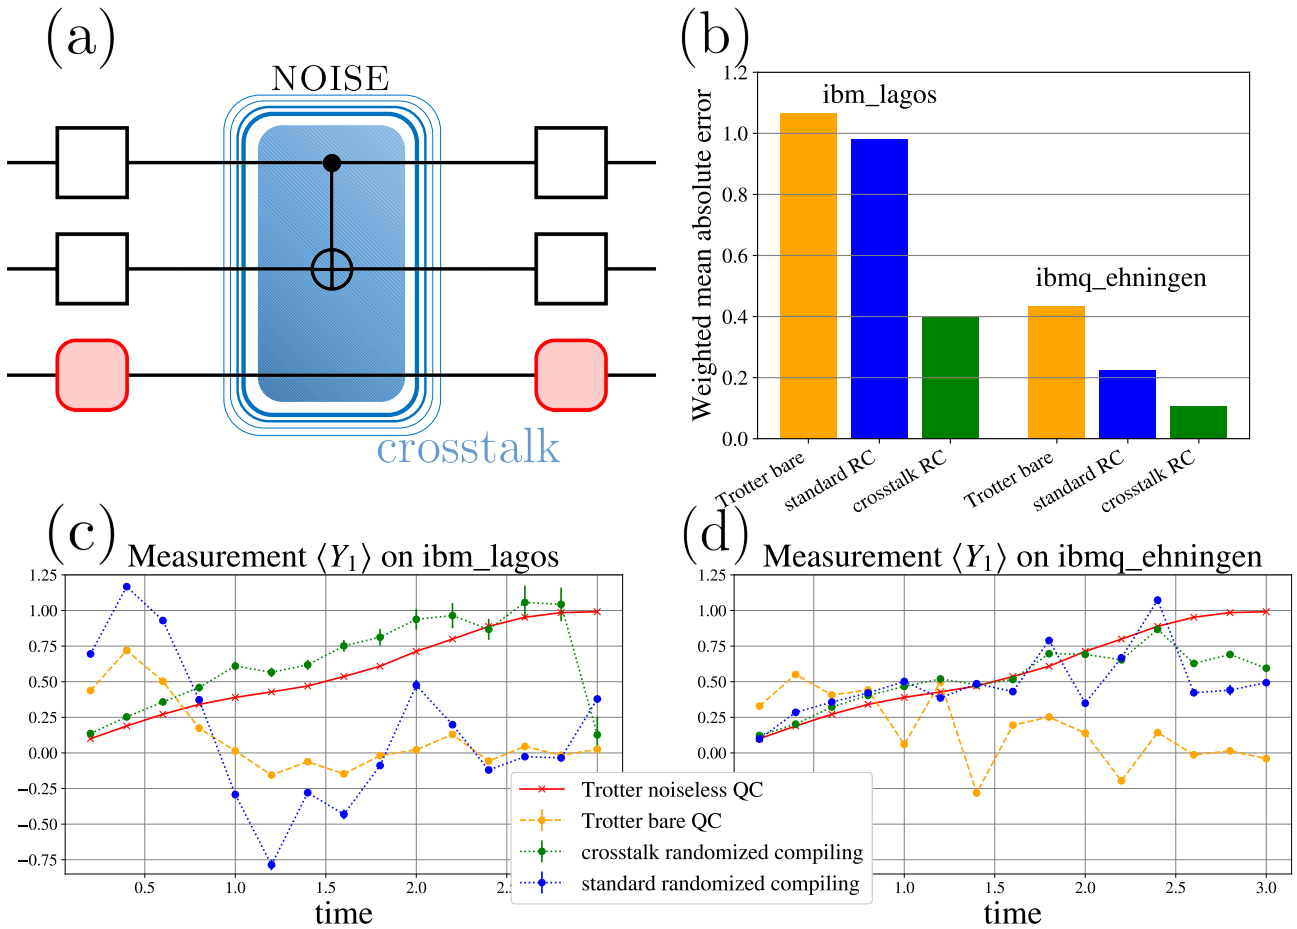 (a)
NOISE
crosstalk
(b)
Weighted mean absolute error
1.2
1.0
0.8
0.6
0.4
0.2
0.0
ibm_lagos
ibmq_ehningen
Trotter bare
standard RC
crosstalk RC
Trotter bare
standard RC
crosstalk RC
(c)
Measurement ⟨Y₁⟩ on ibm_lagos
1.25
1.00
0.75
0.50
0.25
0.00
−0.25
−0.50
−0.75
0.5 1.0 1.5 2.0 2.5
time
(d)
Measurement ⟨Y₁⟩ on ibmq_ehningen
1.25
1.00
0.75
0.50
0.25
0.00
1.0 1.5 2.0 2.5 3.0
time
Trotter noiseless QC
Trotter bare QC
crosstalk randomized compiling
standard randomized compiling